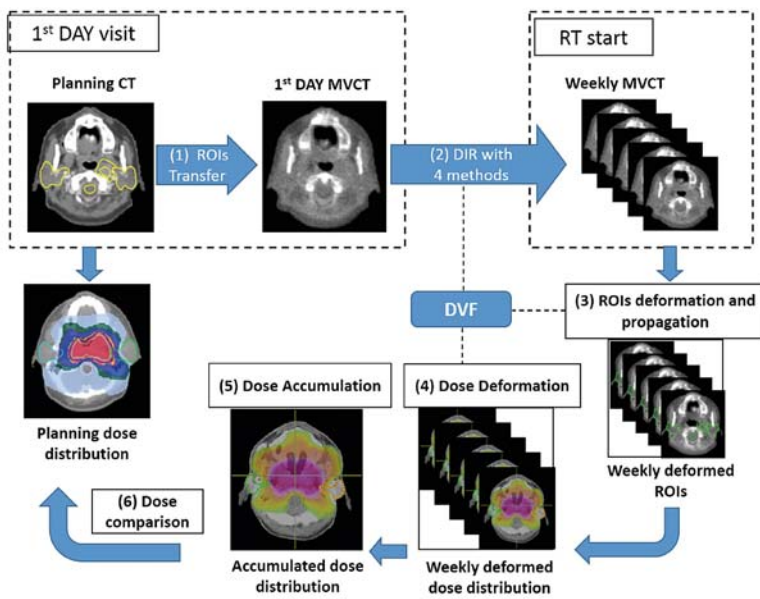 1st DAY visit
RT start
Planning CT
1st DAY MVCT
Weekly MVCT
(1) ROIs
Transfer
(2) DIR with
4 methods
DVF
(3) ROIs deformation and
propagation
(5) Dose Accumulation
(4) Dose Deformation
Planning dose
distribution
Weekly deformed
ROIs
(6) Dose
comparison
Accumulated dose
distribution
Weekly deformed
dose distribution